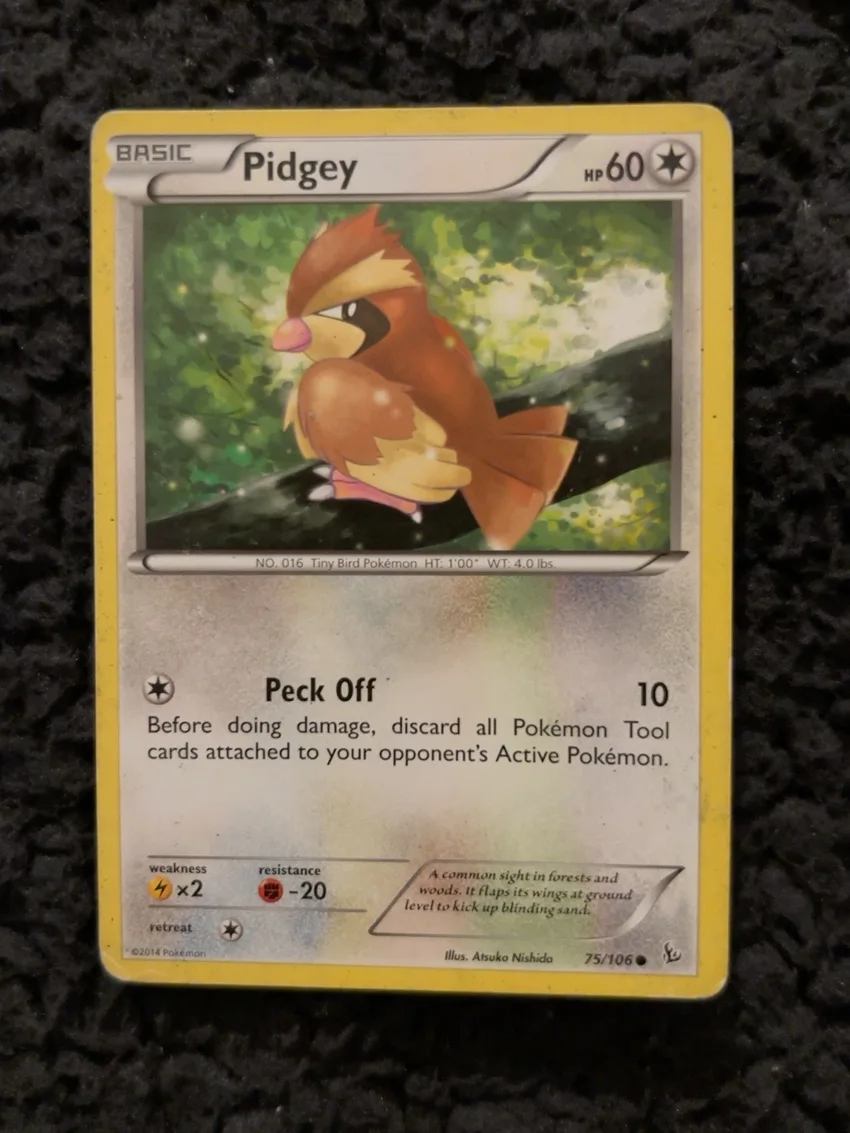 BASIC Pidgey HP60
NO. 016 Tiny Bird Pokémon HT: 1'00" WT: 4.0 lbs.
Peck Off 10
Before doing damage, discard all Pokémon Tool
cards attached to your opponent's Active Pokémon.
weakness resistance
×2 -20
A common sight in forests and
woods. It flaps its wings at ground
level to kick up blinding sand.
retreat
©2014 Pokémon
Illus. Atsuko Nishida 75/106